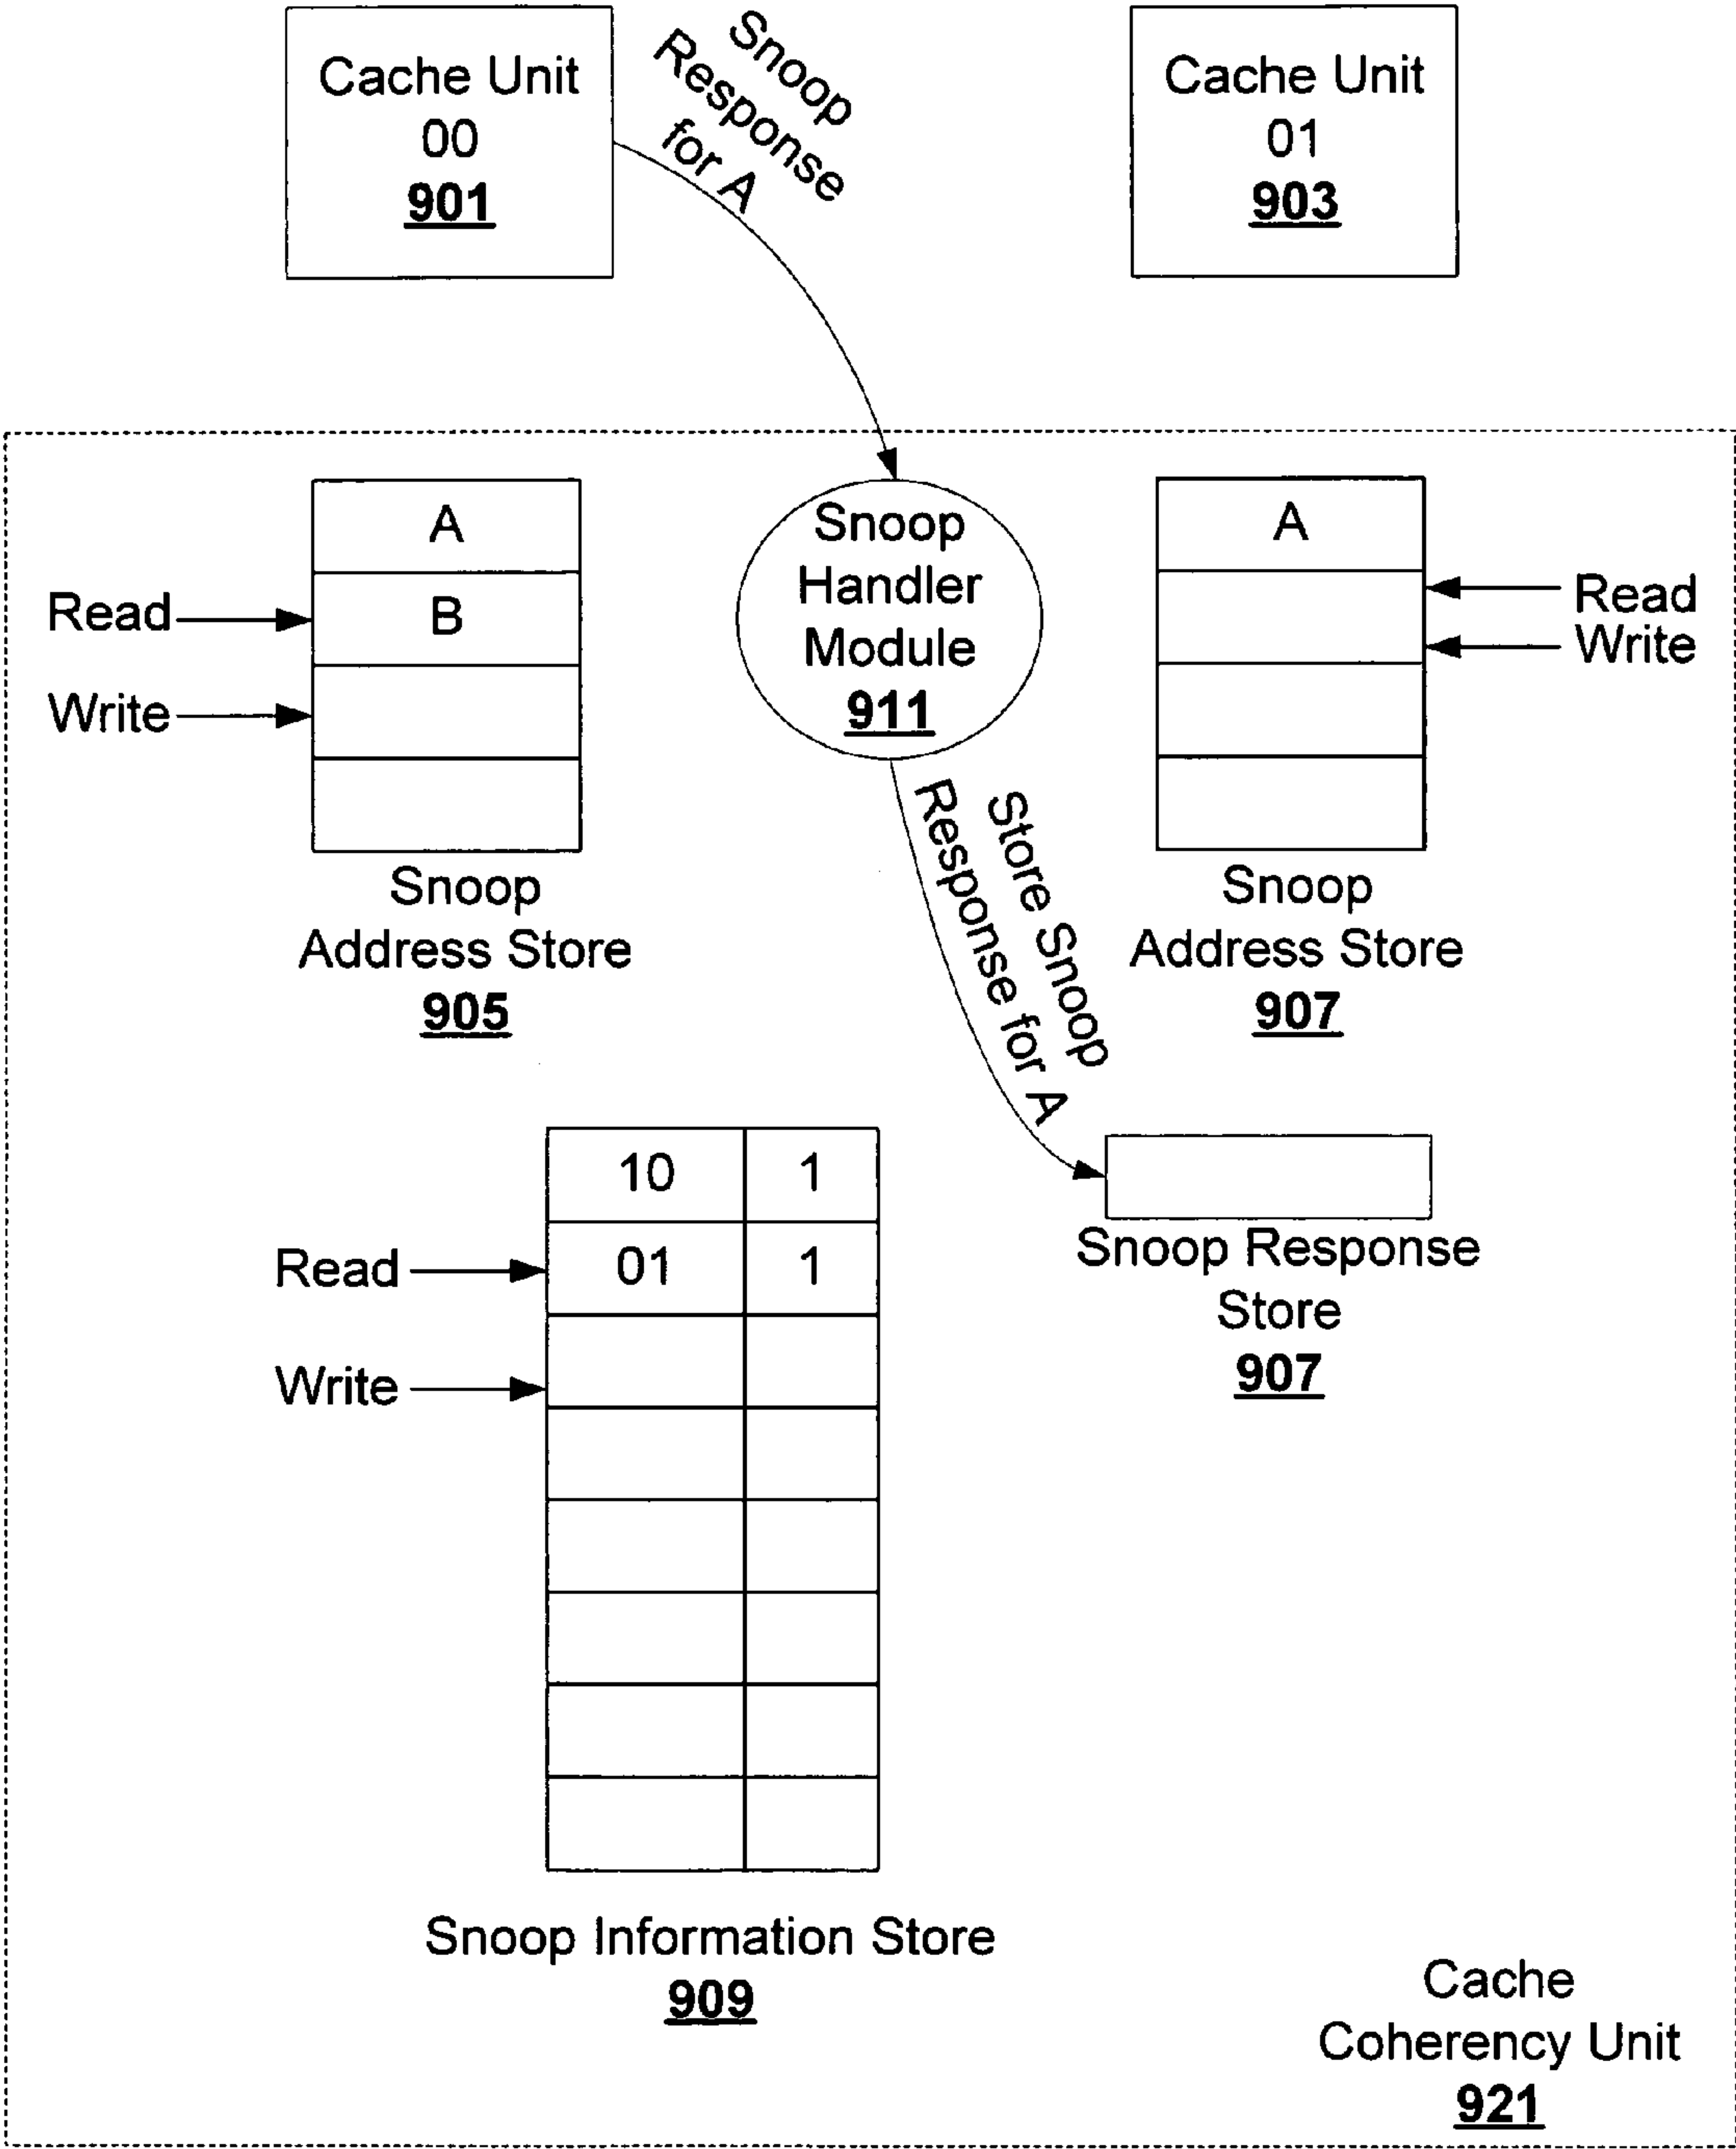 Cache Unit
00
901
Snoop
Response
for A
Cache Unit
01
903
A
B
Read
Write
Snoop
Address Store
905
Snoop
Handler
Module
911
A
Read
Write
Snoop
Address Store
907
Store Snoop
Response for A
10 1
01 1
Read
Write
Snoop Information Store
909
Snoop Response
Store
907
Cache
Coherency Unit
921